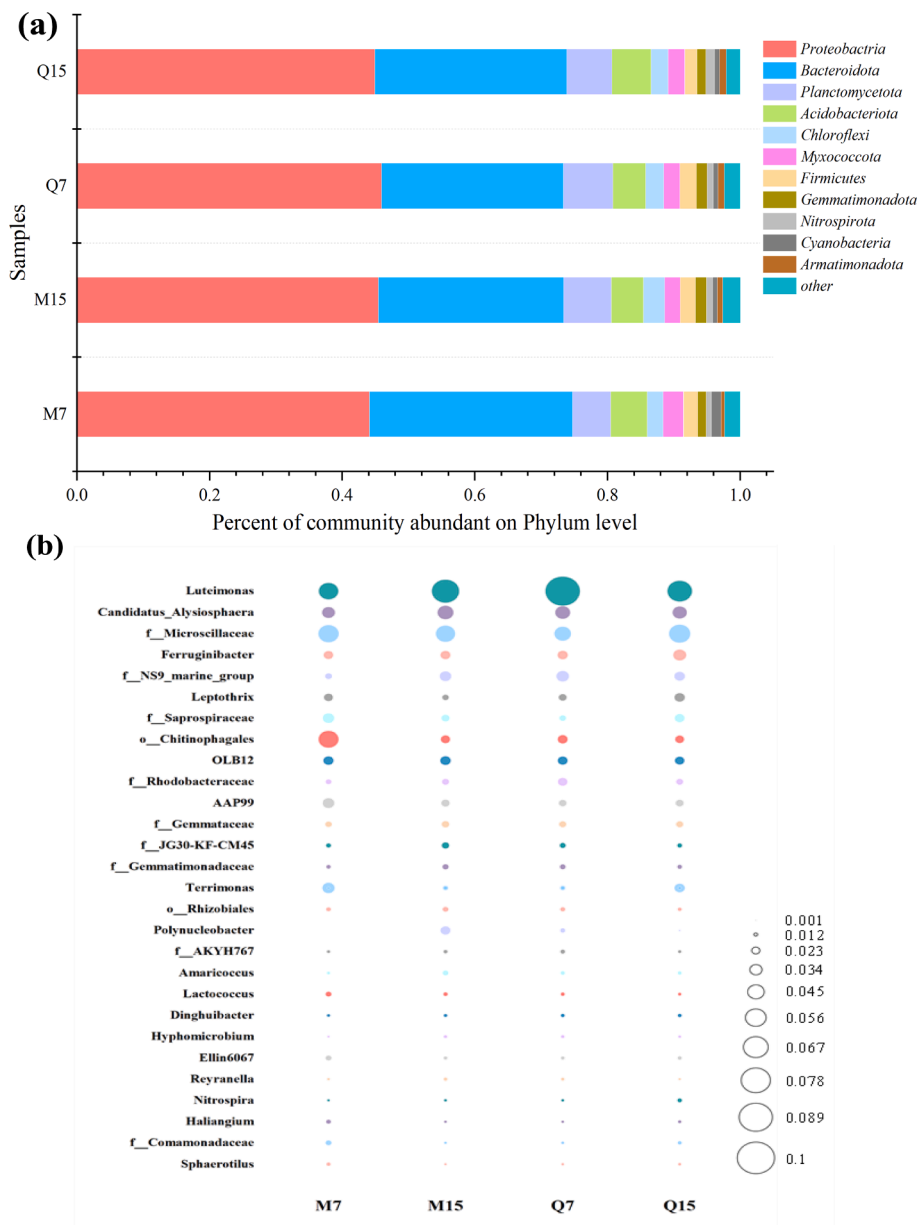 (a)
Q15
Q7
M15
M7
Samples
0.0 0.2 0.4 0.6 0.8 1.0
Percent of community abundant on Phylum level
Proteobactria
Bacteroidota
Planctomycetota
Acidobacteriota
Chloroflexi
Myxococcota
Firmicutes
Gemmatimonadota
Nitrospirota
Cyanobacteria
Armatimonadota
other
(b)
Luteimonas
Candidatus_Alysiosphaera
f__Microscillaceae
Ferruginibacter
f__NS9_marine_group
Leptothrix
f__Saprospiraceae
o__Chitinophagales
OLB12
f__Rhodobacteraceae
AAP99
f__Gemmataceae
f__JG30-KF-CM45
f__Gemmatimonadaceae
Terrimonas
o__Rhizobiales
Polynucleobacter
f__AKYH767
Amaricoccus
Lactococcus
Dinghuibacter
Hyphomicrobium
Ellin6067
Reyranella
Nitrospira
Haliangium
f__Comamonadaceae
Sphaerotilus
M7 M15 Q7 Q15
0.001
0.012
0.023
0.034
0.045
0.056
0.067
0.078
0.089
0.1